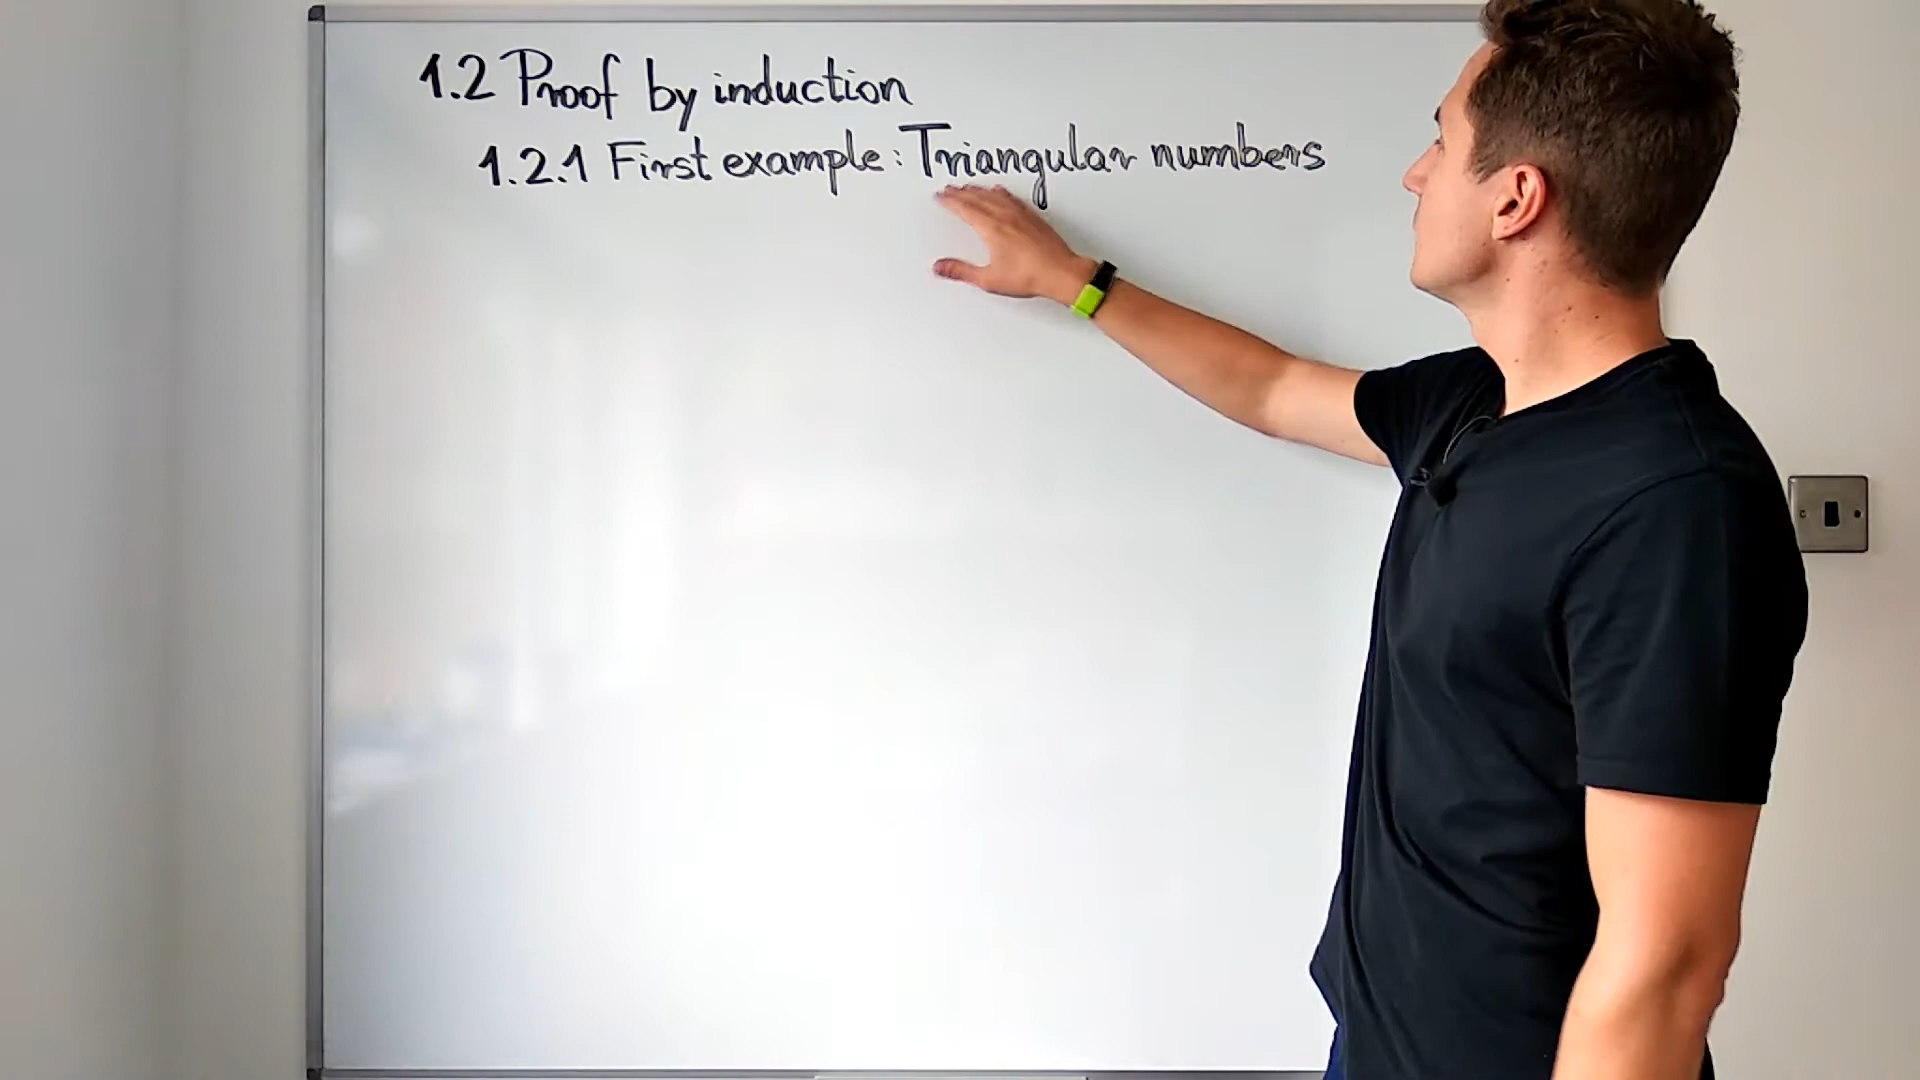 1.2 Proof by induction
1.2.1 First example: Triangular numbers